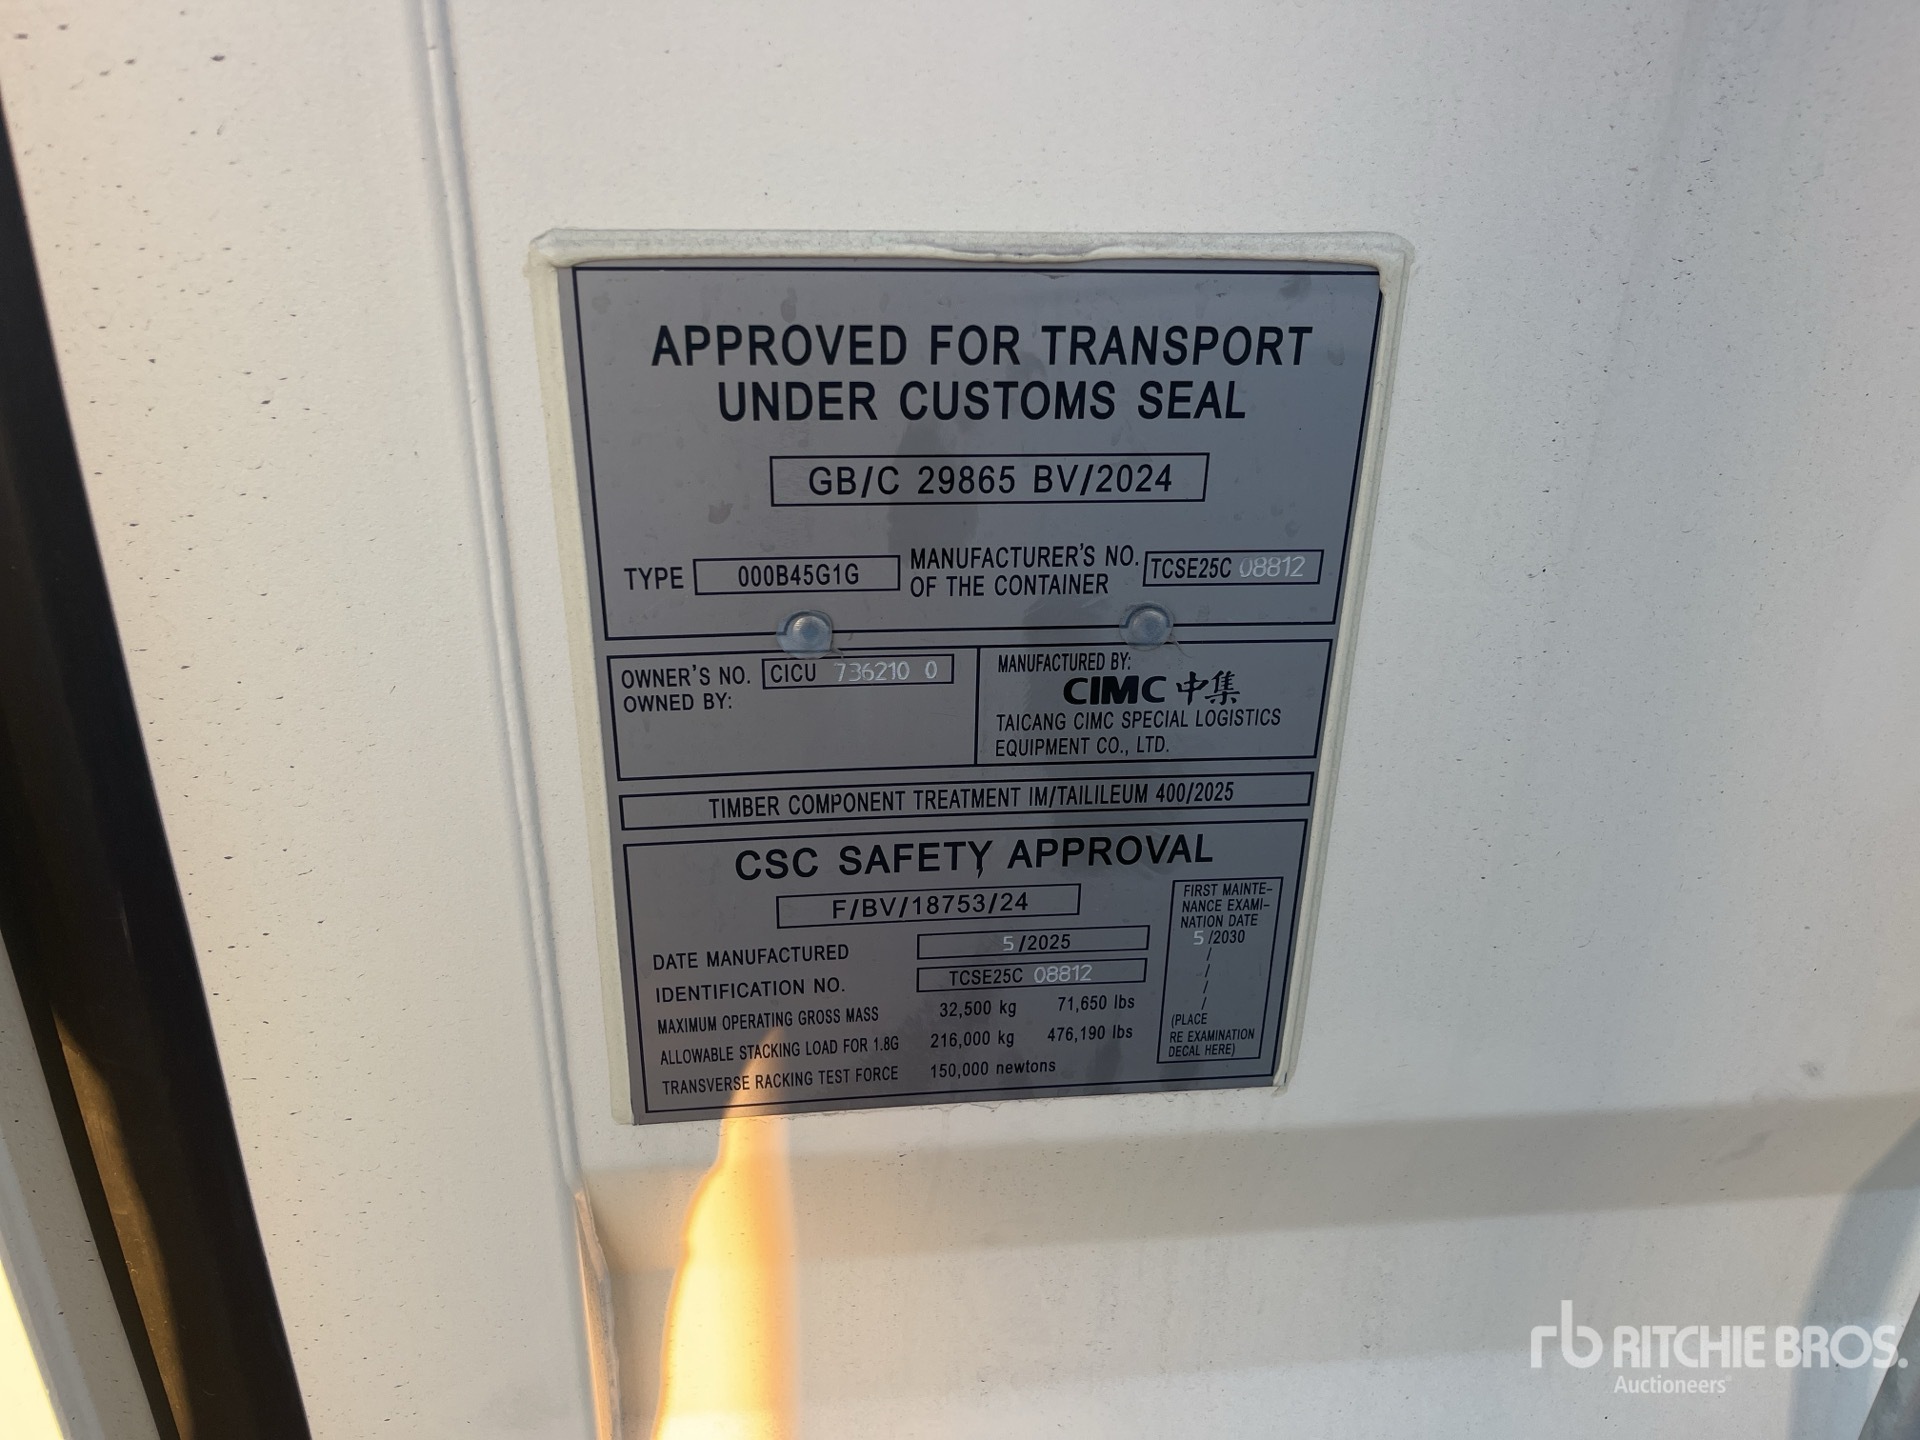 APPROVED FOR TRANSPORT
UNDER CUSTOMS SEAL
GB/C 29865 BV/2024
TYPE 000B45G1G
MANUFACTURER'S NO. TCSE25C 08812
OF THE CONTAINER
OWNER'S NO. CICU 736210 0
OWNED BY:
MANUFACTURED BY:
CIMC 中集
TAICANG CIMC SPECIAL LOGISTICS
EQUIPMENT CO., LTD.
TIMBER COMPONENT TREATMENT IM/TAILILEUM 400/2025
CSC SAFETY APPROVAL
F/BV/18753/24
DATE MANUFACTURED 5/2025
IDENTIFICATION NO. TCSE25C 08812
MAXIMUM OPERATING GROSS MASS 32,500 kg 71,650 lbs
ALLOWABLE STACKING LOAD FOR 1.8G 216,000 kg 476,190 lbs
TRANSVERSE RACKING TEST FORCE 150,000 newtons
FIRST MAINTE-
NANCE EXAMI-
NATION DATE
5 /2030
/
/
/
/
(PLACE
RE EXAMINATION
DECAL HERE)
rb RITCHIE BROS.
Auctioneers